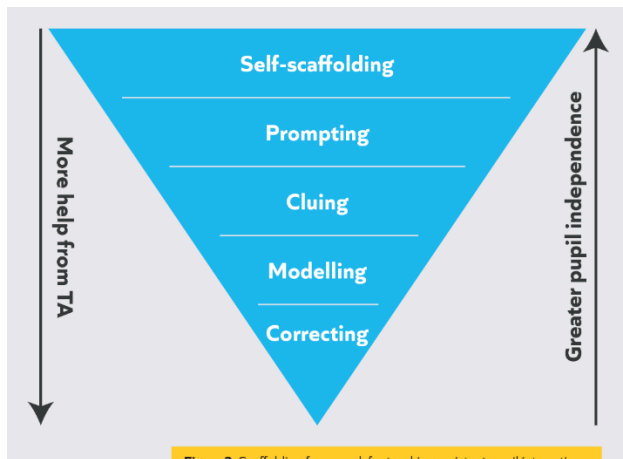 Self-scaffolding
Prompting
Cluing
Modelling
Correcting
More help from TA
Greater pupil independence